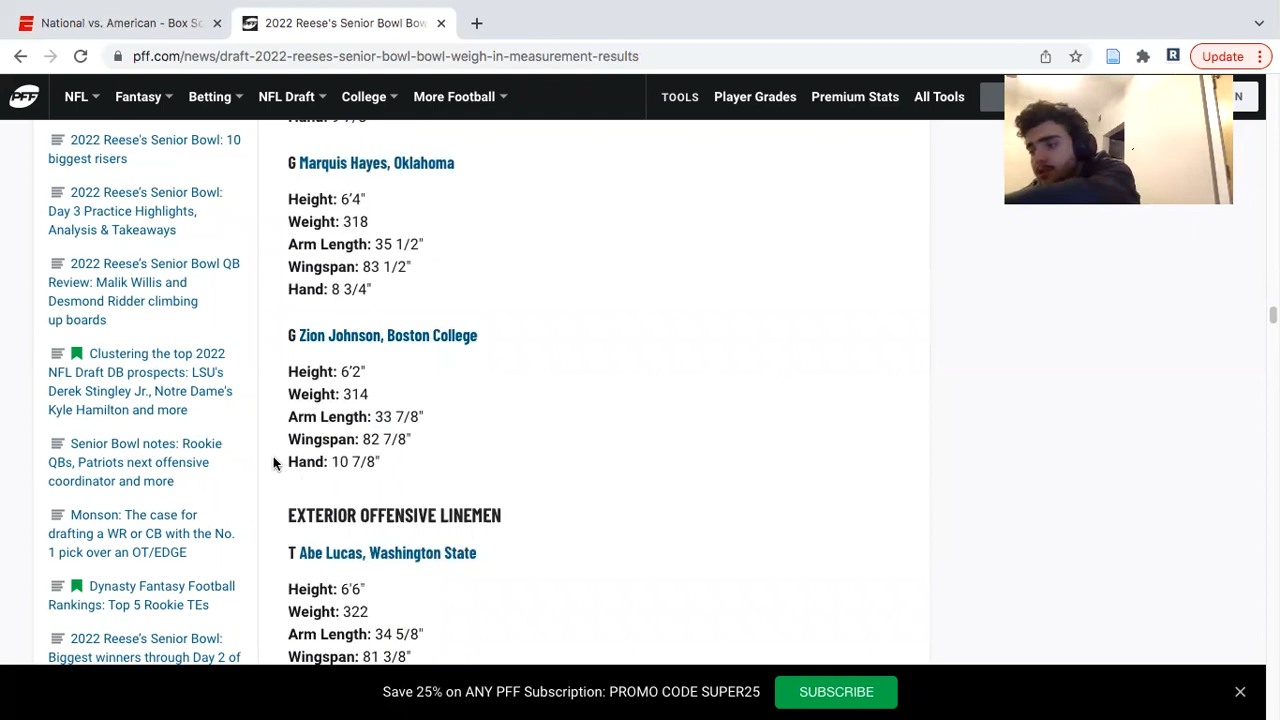 National vs. American - Box Sc
2022 Reese's Senior Bowl Bow
pff.com/news/draft-2022-reeses-senior-bowl-bowl-weigh-in-measurement-results
Update
PFF
NFL
Fantasy
Betting
NFL Draft
College
More Football
TOOLS
Player Grades
Premium Stats
All Tools
N
2022 Reese's Senior Bowl: 10
biggest risers
2022 Reese's Senior Bowl:
Day 3 Practice Highlights,
Analysis & Takeaways
2022 Reese's Senior Bowl QB
Review: Malik Willis and
Desmond Ridder climbing
up boards
Clustering the top 2022
NFL Draft DB prospects: LSU's
Derek Stingley Jr., Notre Dame's
Kyle Hamilton and more
Senior Bowl notes: Rookie
QBs, Patriots next offensive
coordinator and more
Monson: The case for
drafting a WR or CB with the No.
1 pick over an OT/EDGE
Dynasty Fantasy Football
Rankings: Top 5 Rookie TEs
2022 Reese's Senior Bowl:
Biggest winners through Day 2 of
G Marquis Hayes, Oklahoma
Height: 6’4"
Weight: 318
Arm Length: 35 1/2"
Wingspan: 83 1/2"
Hand: 8 3/4"
G Zion Johnson, Boston College
Height: 6’2"
Weight: 314
Arm Length: 33 7/8"
Wingspan: 82 7/8"
Hand: 10 7/8"
EXTERIOR OFFENSIVE LINEMEN
T Abe Lucas, Washington State
Height: 6'6"
Weight: 322
Arm Length: 34 5/8"
Wingspan: 81 3/8"
Save 25% on ANY PFF Subscription: PROMO CODE SUPER25
SUBSCRIBE